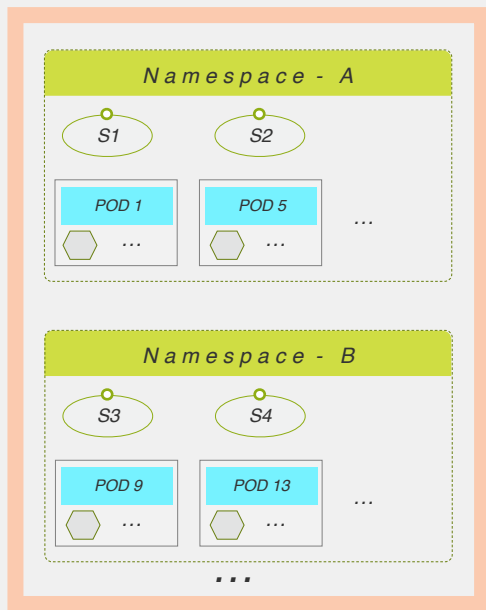 Namespace - A
S1 S2
POD 1 POD 5
... ... ...
Namespace - B
S3 S4
POD 9 POD 13
... ... ...
...